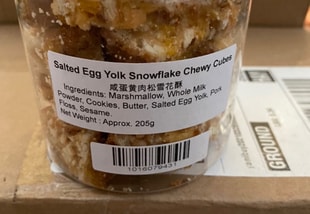 Salted Egg Yolk Snowflake Chewy Cubes
咸蛋黄肉松雪花酥
Ingredients: Marshmallow, Whole Milk
Powder, Cookies, Butter, Salted Egg Yolk, Pork
Floss, Sesame.
Net Weight : Approx. 205g
1016079431
GROUND